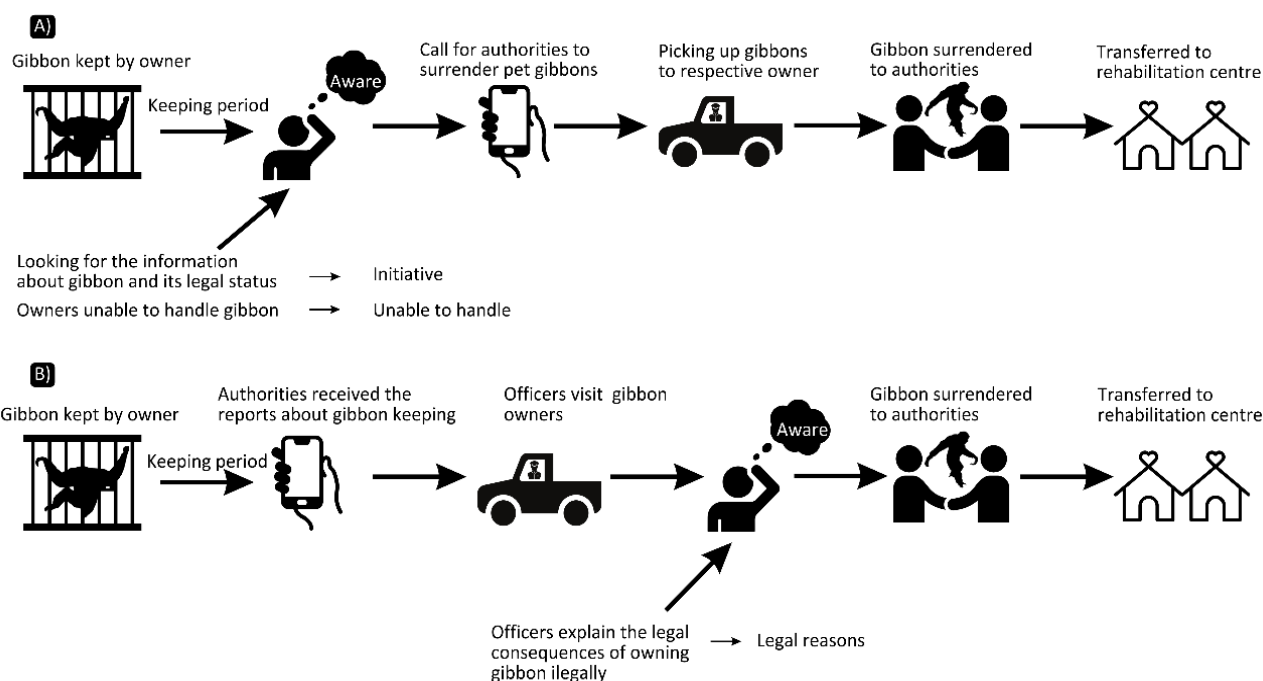 A)
Gibbon kept by owner
Keeping period
Aware
Call for authorities to
surrender pet gibbons
Picking up gibbons
to respective owner
Gibbon surrendered
to authorities
Transferred to
rehabilitation centre
Looking for the information
about gibbon and its legal status
Initiative
Owners unable to handle gibbon
Unable to handle
B)
Gibbon kept by owner
Keeping period
Authorities received the
reports about gibbon keeping
Officers visit gibbon
owners
Aware
Gibbon surrendered
to authorities
Transferred to
rehabilitation centre
Officers explain the legal
consequences of owning
gibbon ilegally
Legal reasons